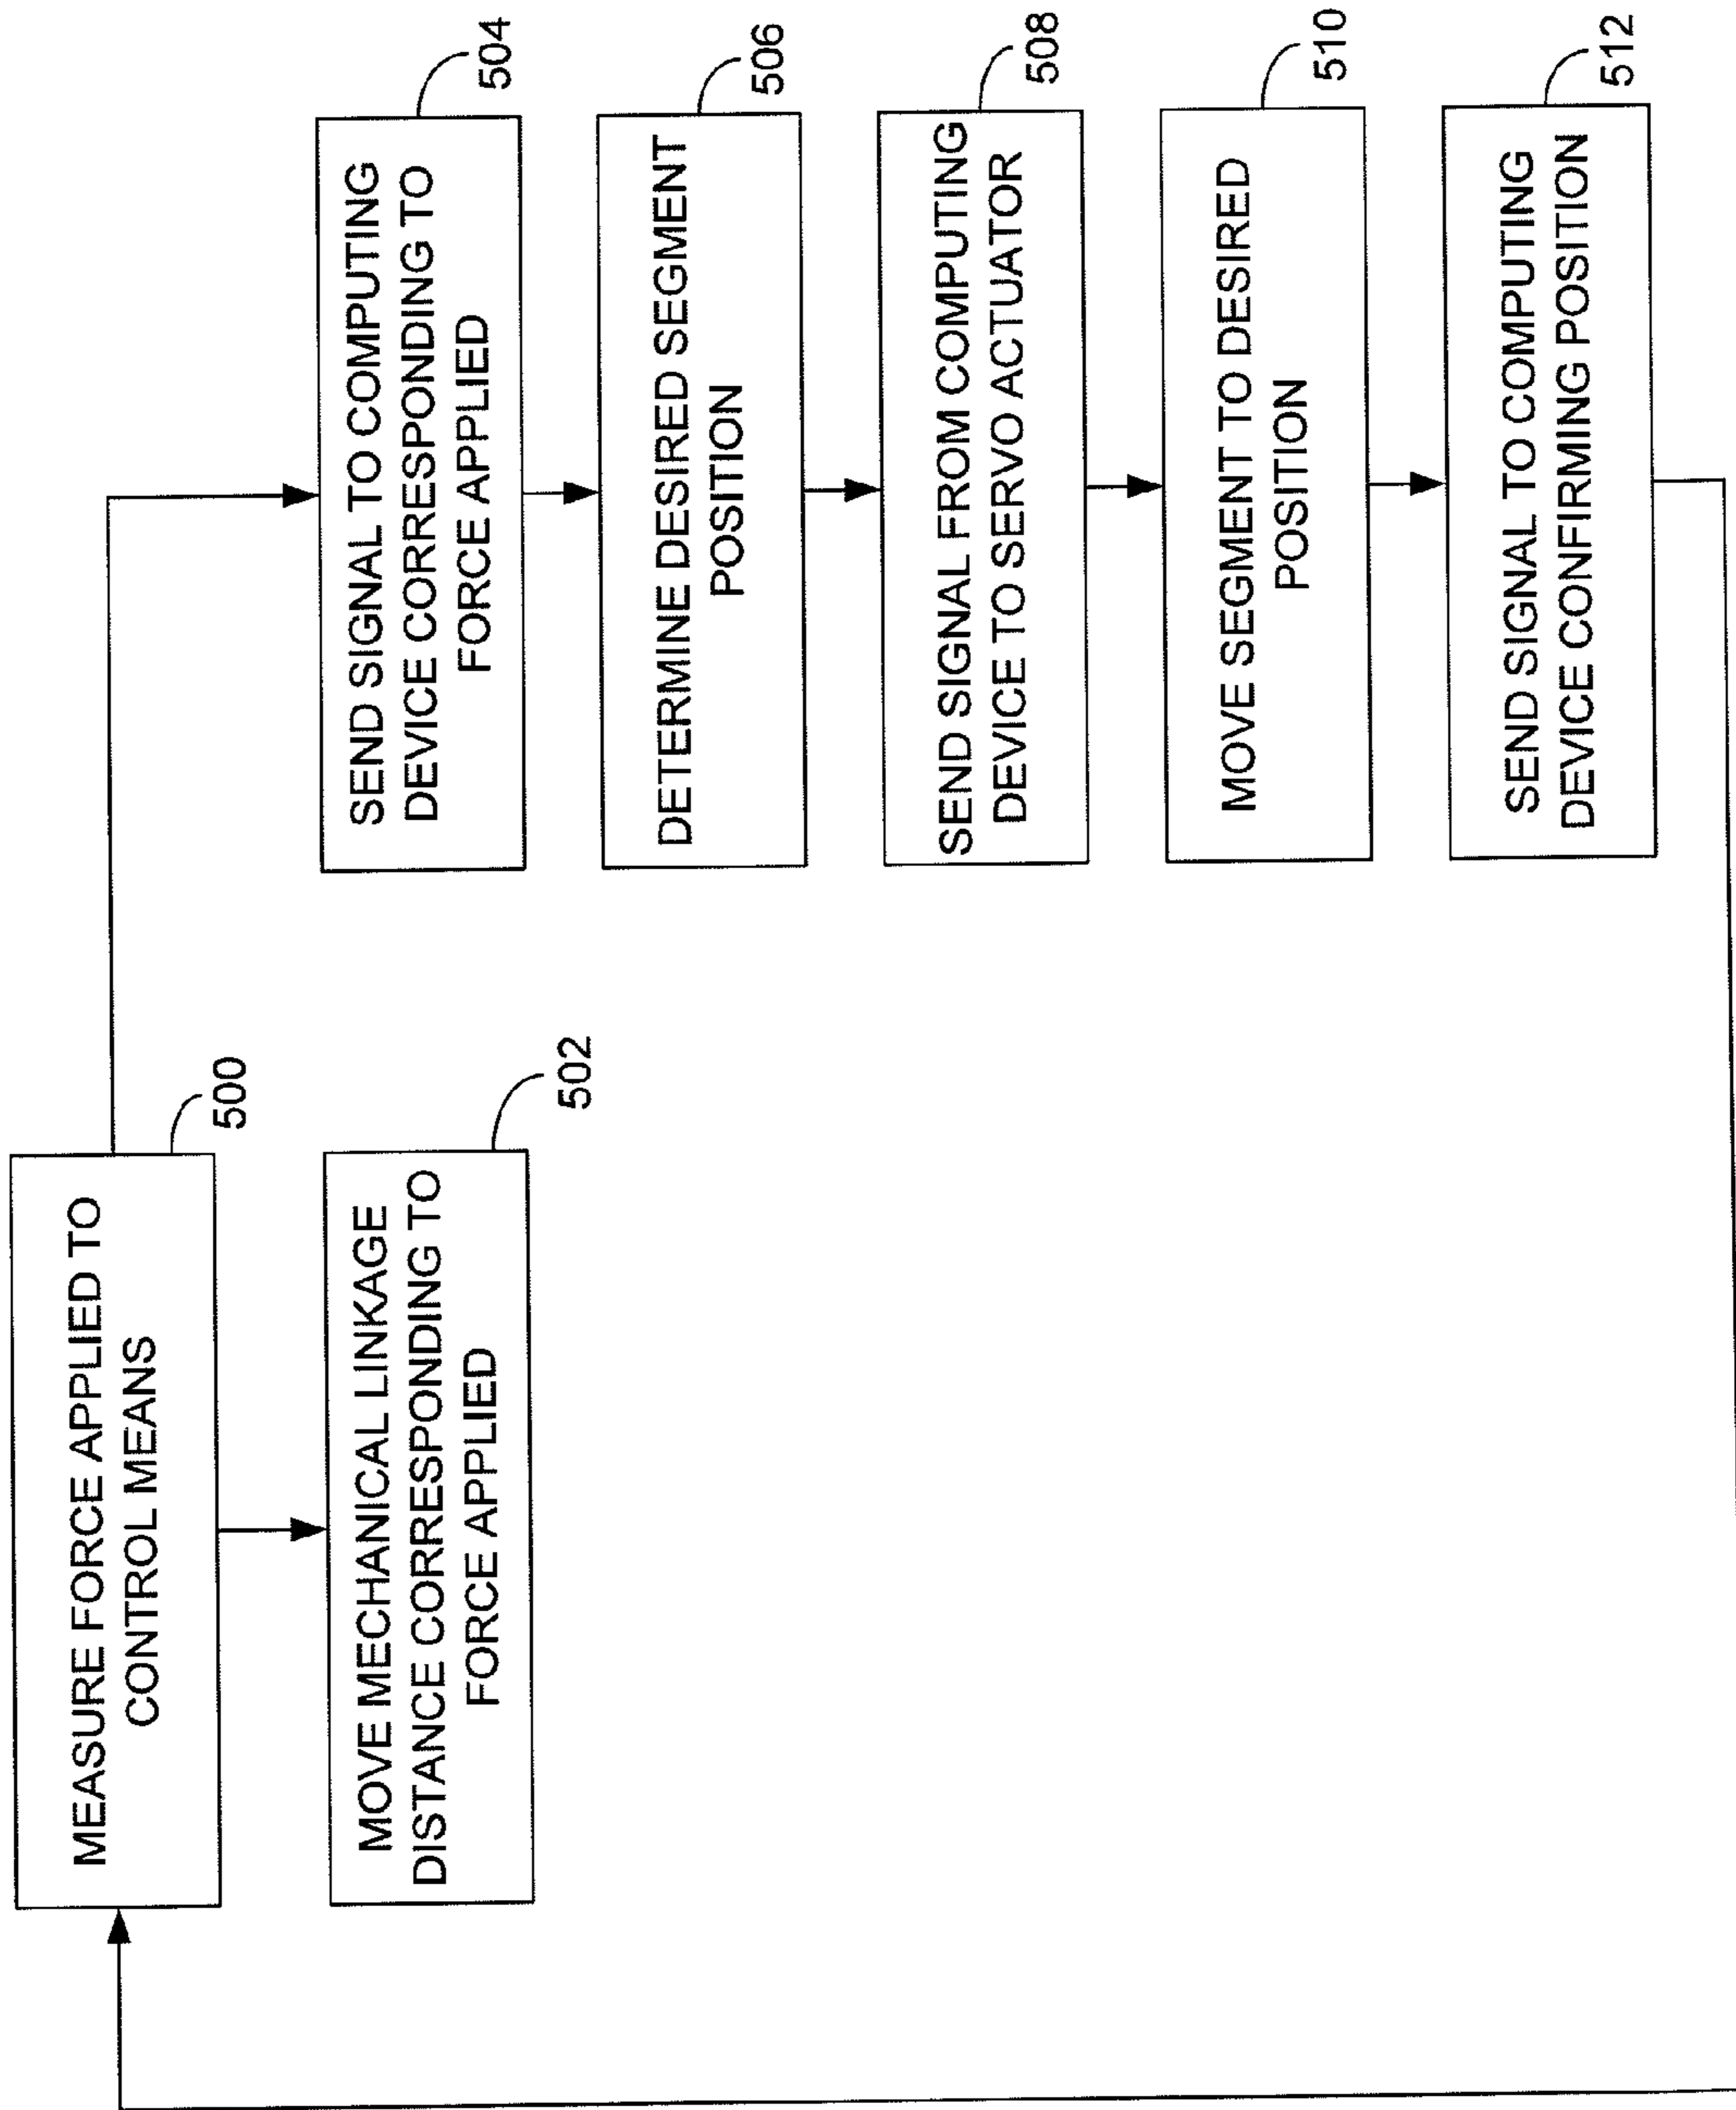 MEASURE FORCE APPLIED TO
CONTROL MEANS
500
MOVE MECHANICAL LINKAGE
DISTANCE CORRESPONDING TO
FORCE APPLIED
502
SEND SIGNAL TO COMPUTING
DEVICE CORRESPONDING TO
FORCE APPLIED
504
DETERMINE DESIRED SEGMENT
POSITION
506
SEND SIGNAL FROM COMPUTING
DEVICE TO SERVO ACTUATOR
508
MOVE SEGMENT TO DESIRED
POSITION
510
SEND SIGNAL TO COMPUTING
DEVICE CONFIRMING POSITION
512